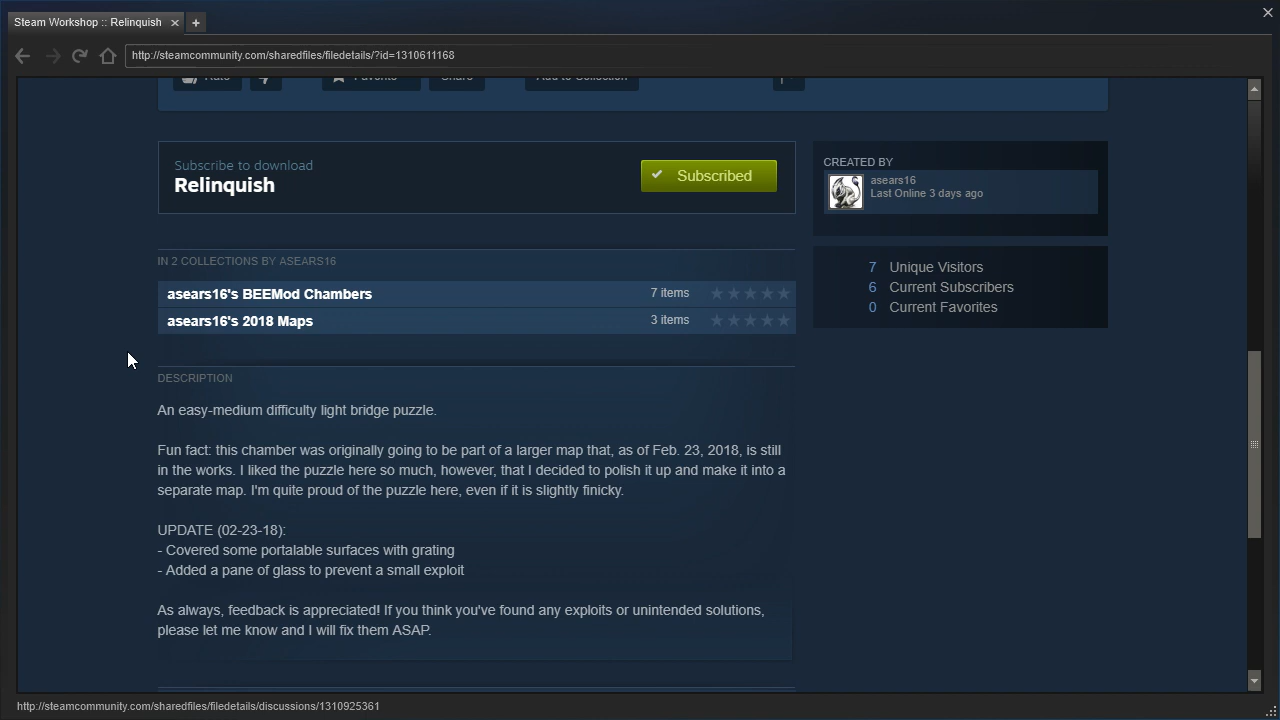 Steam Workshop :: Relinquish
http://steamcommunity.com/sharedfiles/filedetails/?id=1310611168
Rate Favorite Share Add to Collection
Subscribe to download
Relinquish
Subscribed
CREATED BY
asears16
Last Online 3 days ago
7 Unique Visitors
6 Current Subscribers
0 Current Favorites
IN 2 COLLECTIONS BY ASEARS16
asears16's BEEMod Chambers 7 items
asears16's 2018 Maps 3 items
DESCRIPTION
An easy-medium difficulty light bridge puzzle.
Fun fact: this chamber was originally going to be part of a larger map that, as of Feb. 23, 2018, is still
in the works. I liked the puzzle here so much, however, that I decided to polish it up and make it into a
separate map. I'm quite proud of the puzzle here, even if it is slightly finicky.
UPDATE (02-23-18):
- Covered some portalable surfaces with grating
- Added a pane of glass to prevent a small exploit
As always, feedback is appreciated! If you think you've found any exploits or unintended solutions,
please let me know and I will fix them ASAP.
http://steamcommunity.com/sharedfiles/filedetails/discussions/1310925361